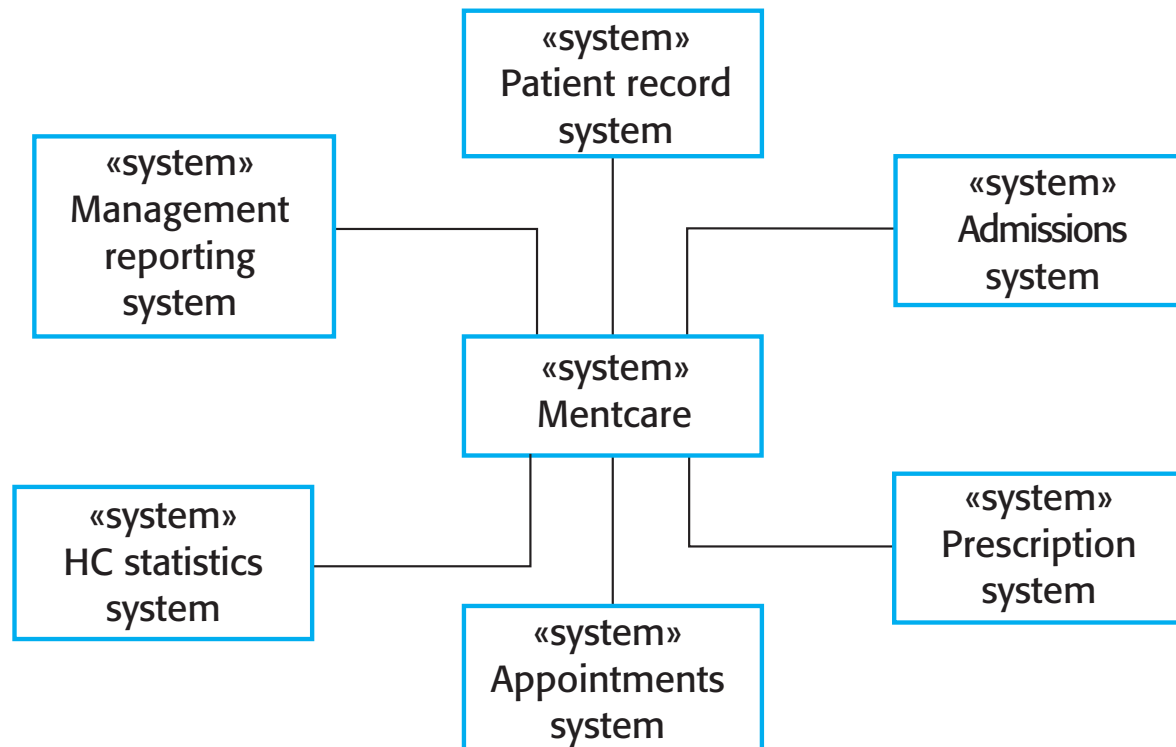 «system»
Patient record
system
«system»
Management
reporting
system
«system»
Admissions
system
«system»
Mentcare
«system»
HC statistics
system
«system»
Prescription
system
«system»
Appointments
system